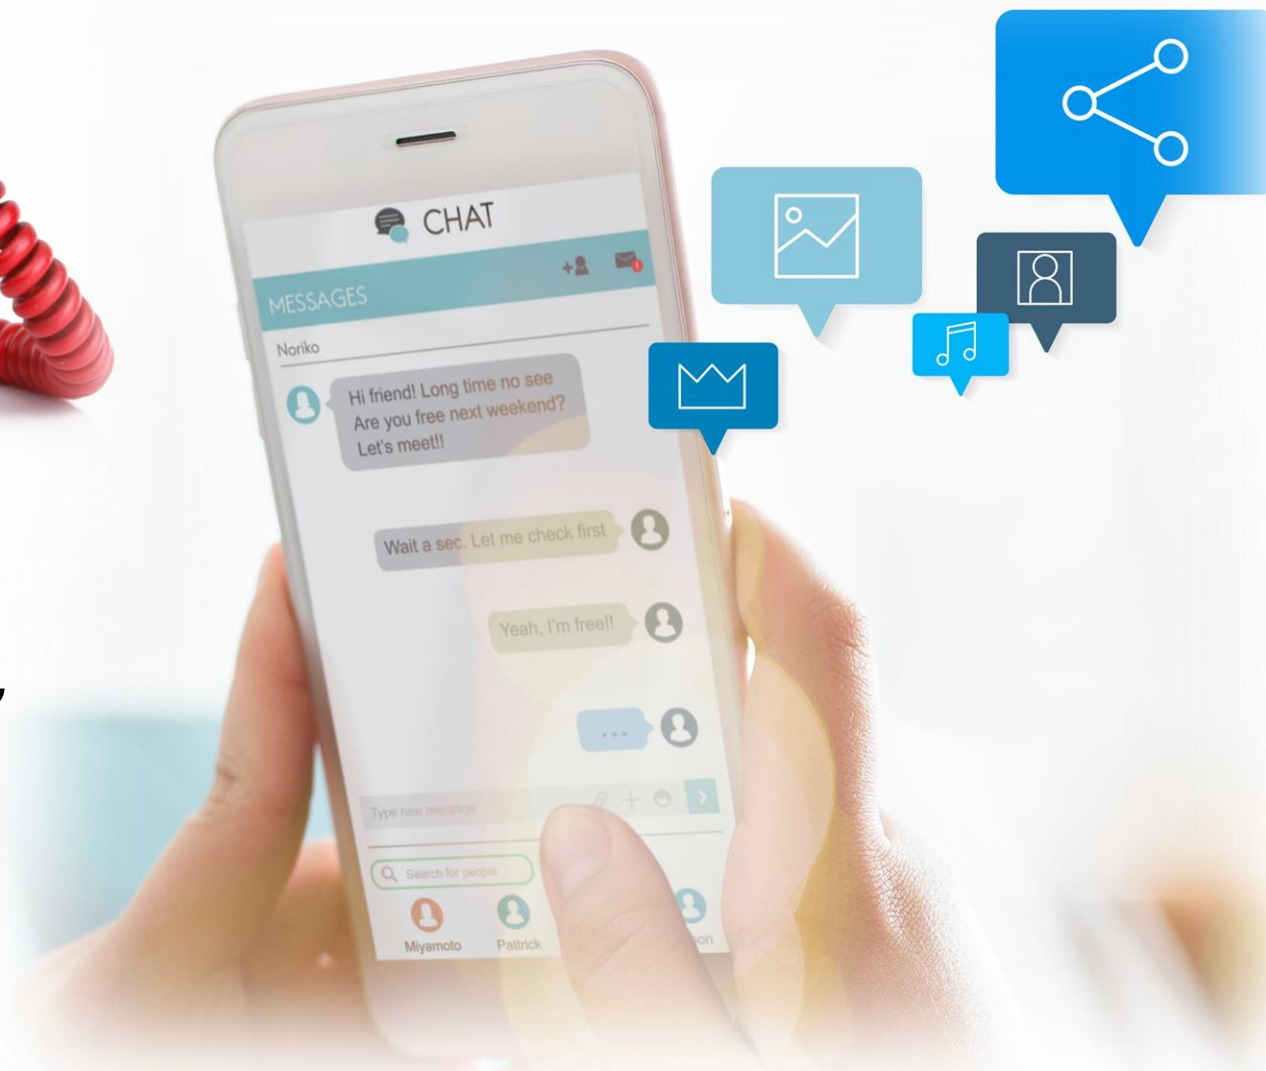 CHAT
MESSAGES
Noriko
Hi friend! Long time no see
Are you free next weekend?
Let's meet!!
Wait a sec. Let me check first
Yeah, I'm free!!
...
Type new message
Search for people
Miyamoto
Pattrick